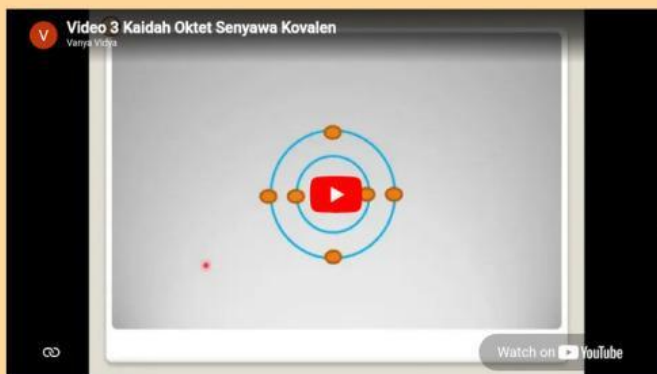 V
Video 3 Kaidah Oktet Senyawa Kovalen
Vanya Vidya
Watch on YouTube